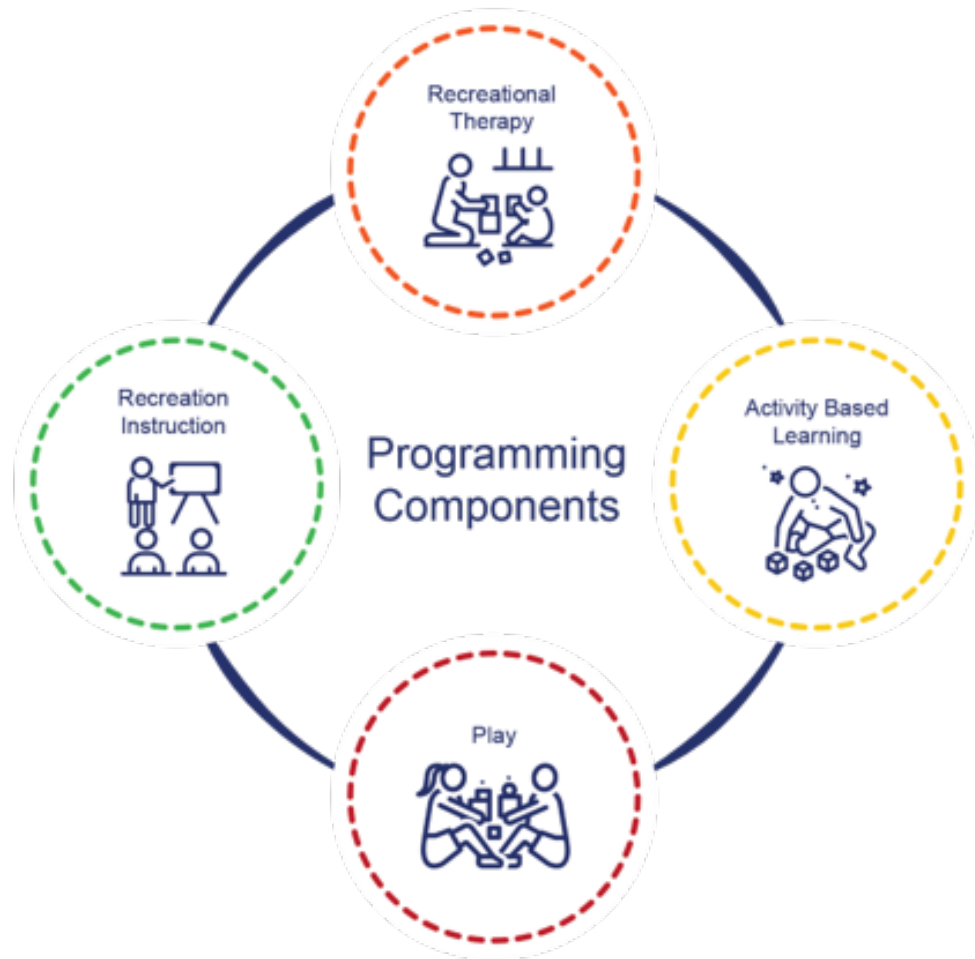 Recreational
Therapy
Recreation
Instruction
Programming
Components
Activity Based
Learning
Play